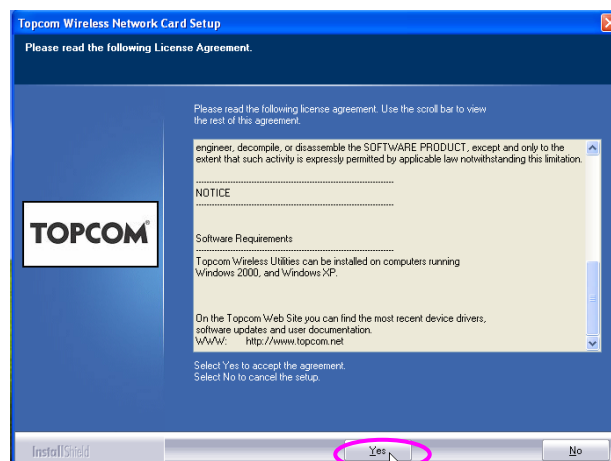 Topcom Wireless Network Card Setup
Please read the following License Agreement.
Please read the following license agreement. Use the scroll bar to view
the rest of this agreement.
engineer, decompile, or disassemble the SOFTWARE PRODUCT, except and only to the
extent that such activity is expressly permitted by applicable law notwithstanding this limitation.
----------------------------------------------------------------------
NOTICE
----------------------------------------------------------------------
TOPCOM®
Software Requirements
----------------------------------------------------------------------
Topcom Wireless Utilities can be installed on computers running
Windows 2000, and Windows XP.
On the Topcom Web Site you can find the most recent device drivers,
software updates and user documentation.
WWW: http://www.topcom.net
Select Yes to accept the agreement.
Select No to cancel the setup.
InstallShield
Yes
No